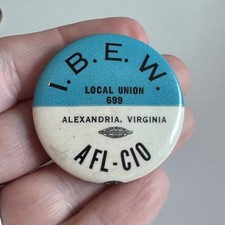 I. B. E. W.
LOCAL UNION
699
ALEXANDRIA, VIRGINIA
AFL-CIO